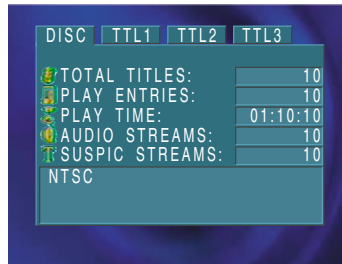 DISC TTL1 TTL2 TTL3
TOTAL TITLES: 10
PLAY ENTRIES: 10
PLAY TIME: 01:10:10
AUDIO STREAMS: 10
SUSPIC STREAMS: 10
NTSC